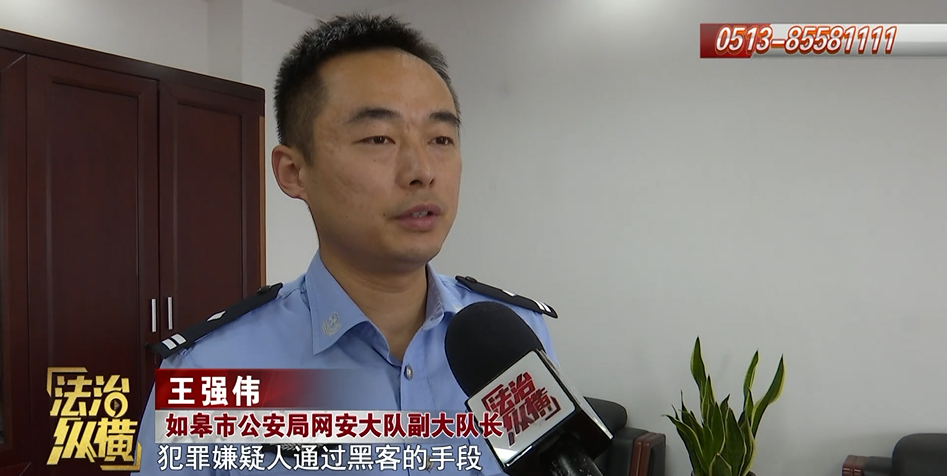 0513-85581111
王强伟
法治
纵横
如皋市公安局网安大队副大队长
犯罪嫌疑人通过黑客的手段
法治
纵横